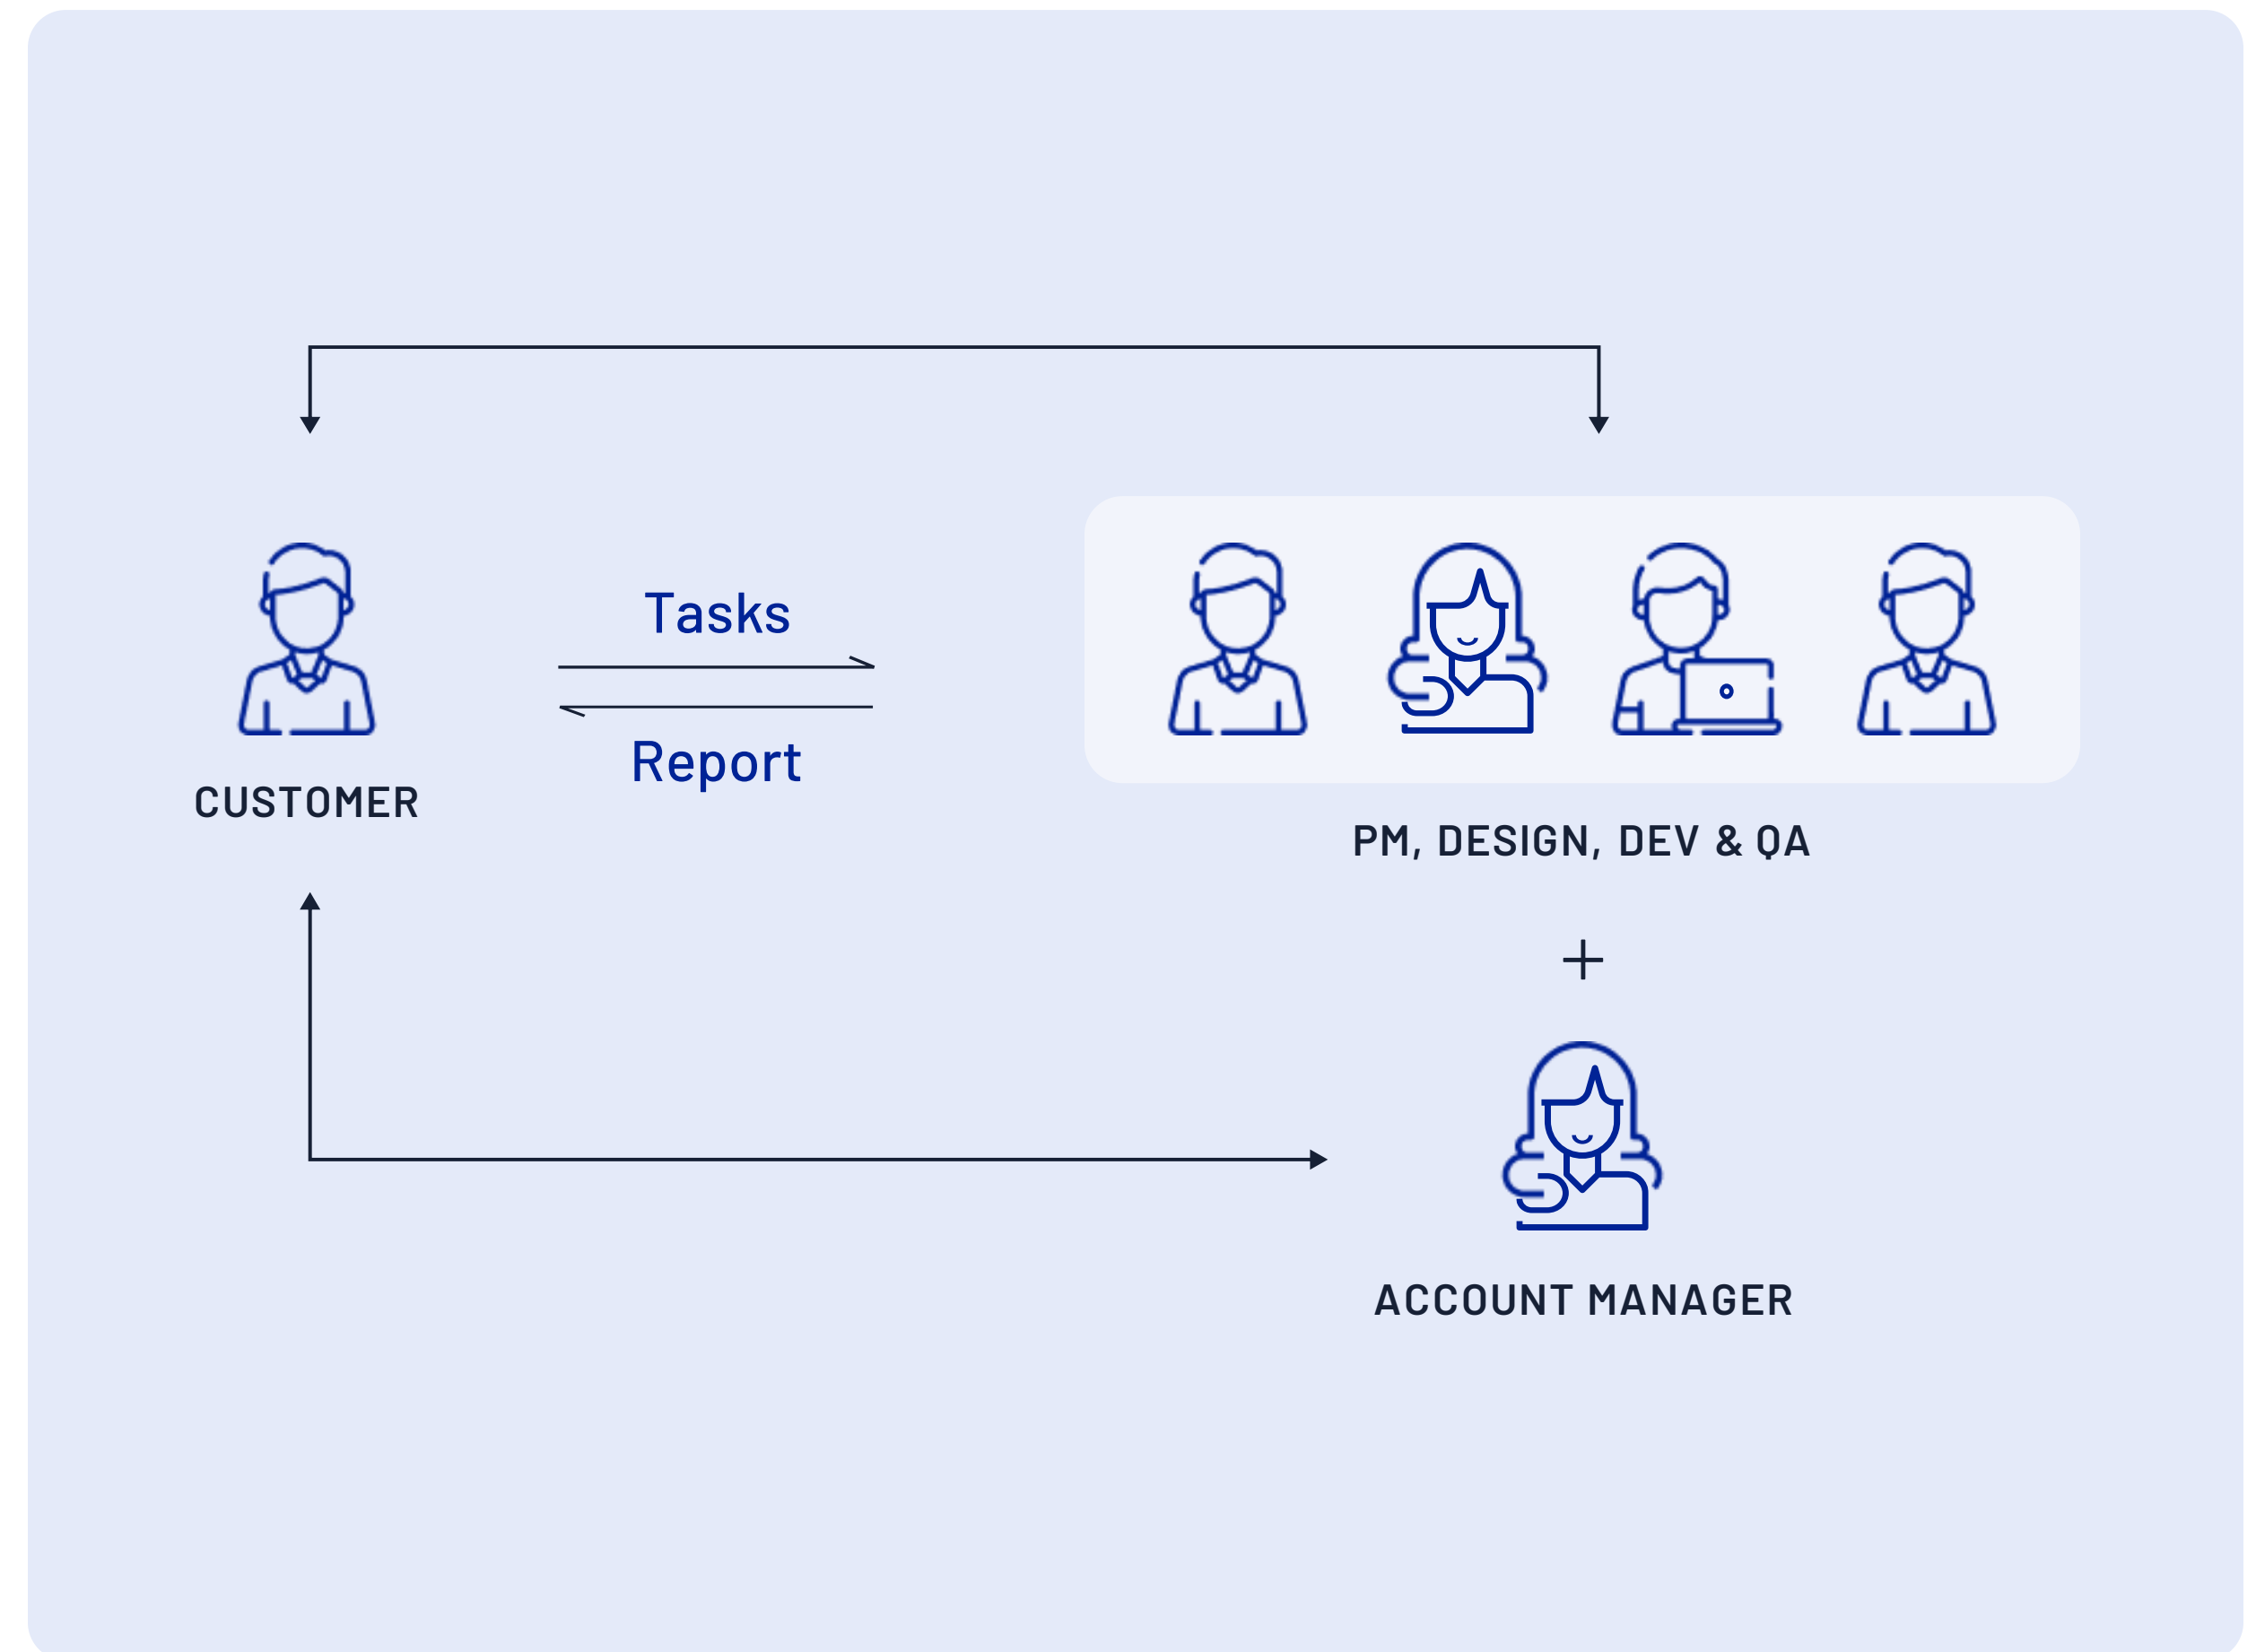 Tasks
Report
CUSTOMER
PM, DESIGN, DEV & QA
+
ACCOUNT MANAGER